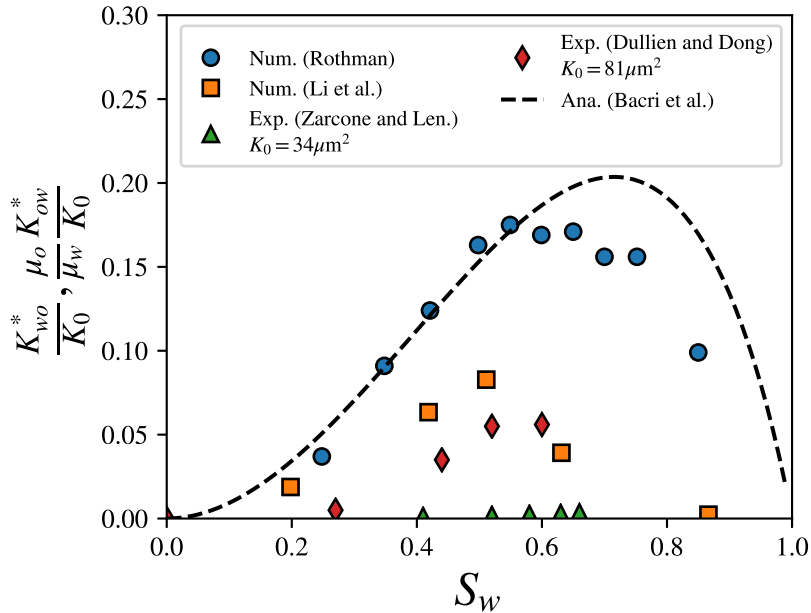 0.30
0.25
0.20
0.15
0.10
0.05
0.00
K*wo/K0, μo/μw K*ow/K0
Num. (Rothman)
Num. (Li et al.)
Exp. (Zarcone and Len.)
K0 = 34μm²
Exp. (Dullien and Dong)
K0 = 81μm²
Ana. (Bacri et al.)
0.0 0.2 0.4 0.6 0.8 1.0
Sw